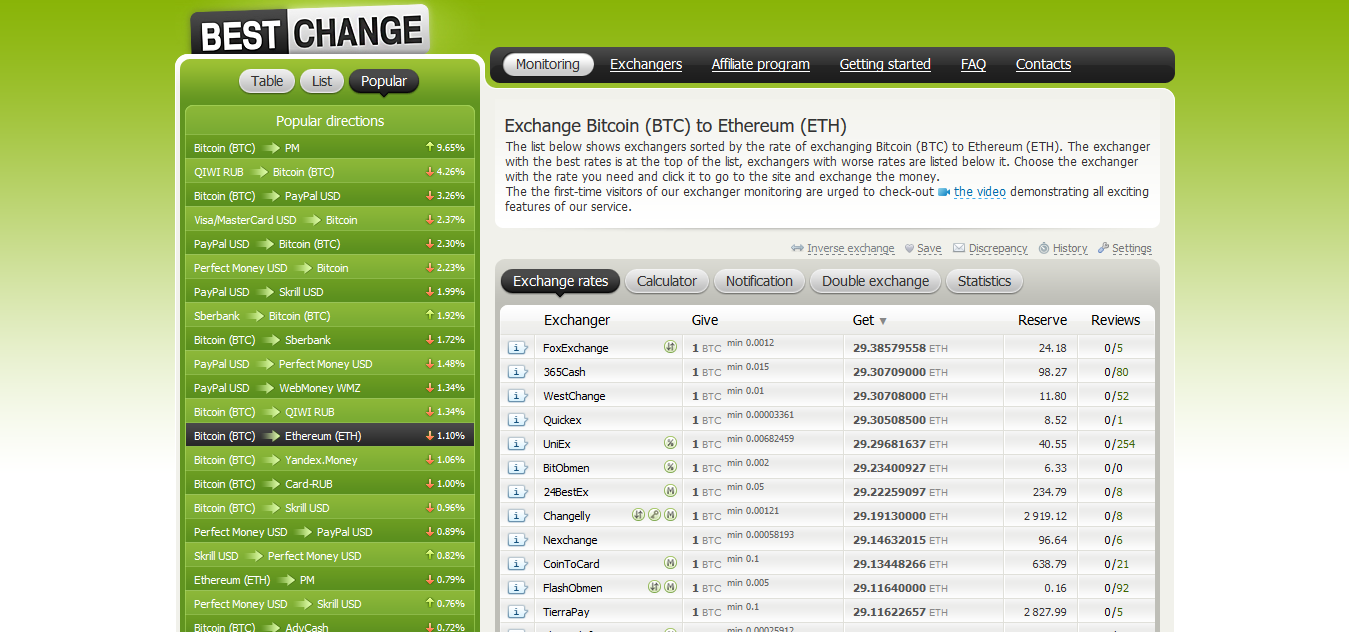 BEST CHANGE
Monitoring Exchangers Affiliate program Getting started FAQ Contacts
Table List Popular
Popular directions
Bitcoin (BTC) PM 9.65%
QIWI RUB Bitcoin (BTC) 4.26%
Bitcoin (BTC) PayPal USD 3.26%
Visa/MasterCard USD Bitcoin 2.37%
PayPal USD Bitcoin (BTC) 2.30%
Perfect Money USD Bitcoin 2.23%
PayPal USD Skrill USD 1.99%
Sberbank Bitcoin (BTC) 1.92%
Bitcoin (BTC) Sberbank 1.72%
PayPal USD Perfect Money USD 1.48%
PayPal USD WebMoney WMZ 1.34%
Bitcoin (BTC) QIWI RUB 1.34%
Bitcoin (BTC) Ethereum (ETH) 1.10%
Bitcoin (BTC) Yandex.Money 1.06%
Bitcoin (BTC) Card-RUB 1.00%
Bitcoin (BTC) Skrill USD 0.96%
Perfect Money USD PayPal USD 0.89%
Skrill USD Perfect Money USD 0.82%
Ethereum (ETH) PM 0.79%
Perfect Money USD Skrill USD 0.76%
Bitcoin (BTC) AdvCash 0.72%
Exchange Bitcoin (BTC) to Ethereum (ETH)
The list below shows exchangers sorted by the rate of exchanging Bitcoin (BTC) to Ethereum (ETH). The exchanger
with the best rates is at the top of the list, exchangers with worse rates are listed below it. Choose the exchanger
with the rate you need and click it to go to the site and exchange the money.
The the first-time visitors of our exchanger monitoring are urged to check-out the video demonstrating all exciting
features of our service.
Inverse exchange Save Discrepancy History Settings
Exchange rates Calculator Notification Double exchange Statistics
Exchanger Give Get ▼ Reserve Reviews
FoxExchange 1 BTC min 0.0012 29.38579558 ETH 24.18 0/5
365Cash 1 BTC min 0.015 29.30709000 ETH 98.27 0/80
WestChange 1 BTC min 0.01 29.30708000 ETH 11.80 0/52
Quickex 1 BTC min 0.00003361 29.30508500 ETH 8.52 0/1
UniEx 1 BTC min 0.00682459 29.29681637 ETH 40.55 0/254
BitObmen 1 BTC min 0.002 29.23400927 ETH 6.33 0/0
24BestEx M 1 BTC min 0.05 29.22259097 ETH 234.79 0/8
Changelly M 1 BTC min 0.00121 29.19130000 ETH 2 919.12 0/8
Nexchange 1 BTC min 0.00058193 29.14632015 ETH 96.64 0/6
CoinToCard M 1 BTC min 0.1 29.13448266 ETH 638.79 0/21
FlashObmen M 1 BTC min 0.005 29.11640000 ETH 0.16 0/92
TierraPay 1 BTC min 0.1 29.11622657 ETH 2 827.99 0/5
min 0.00025912